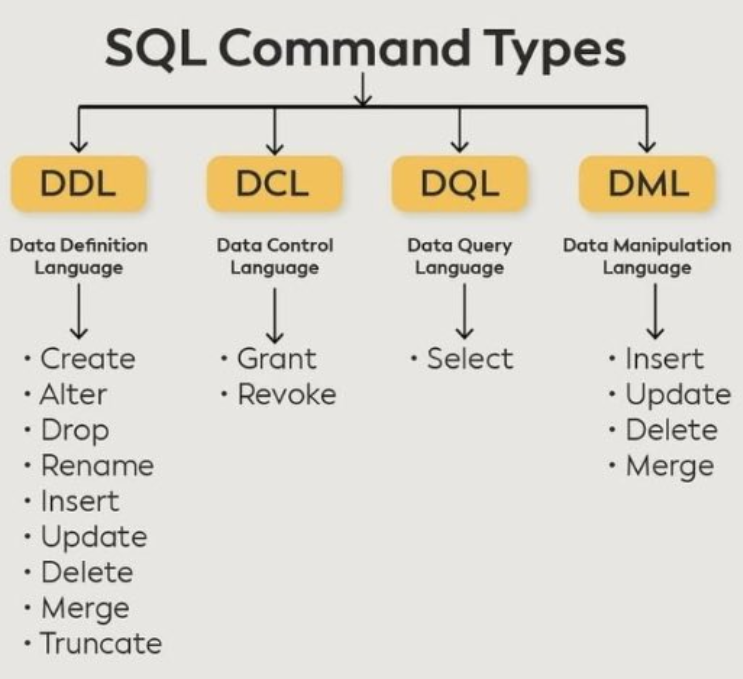 SQL Command Types
DDL
Data Definition
Language
• Create
• Alter
• Drop
• Rename
• Insert
• Update
• Delete
• Merge
• Truncate
DCL
Data Control
Language
• Grant
• Revoke
DQL
Data Query
Language
• Select
DML
Data Manipulation
Language
• Insert
• Update
• Delete
• Merge